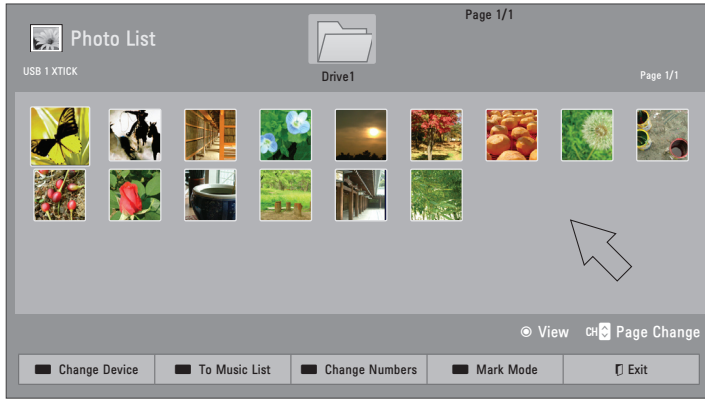 Page 1/1
Photo List
USB 1 XTICK
Drive1
Page 1/1
View CH Page Change
Change Device To Music List Change Numbers Mark Mode Exit